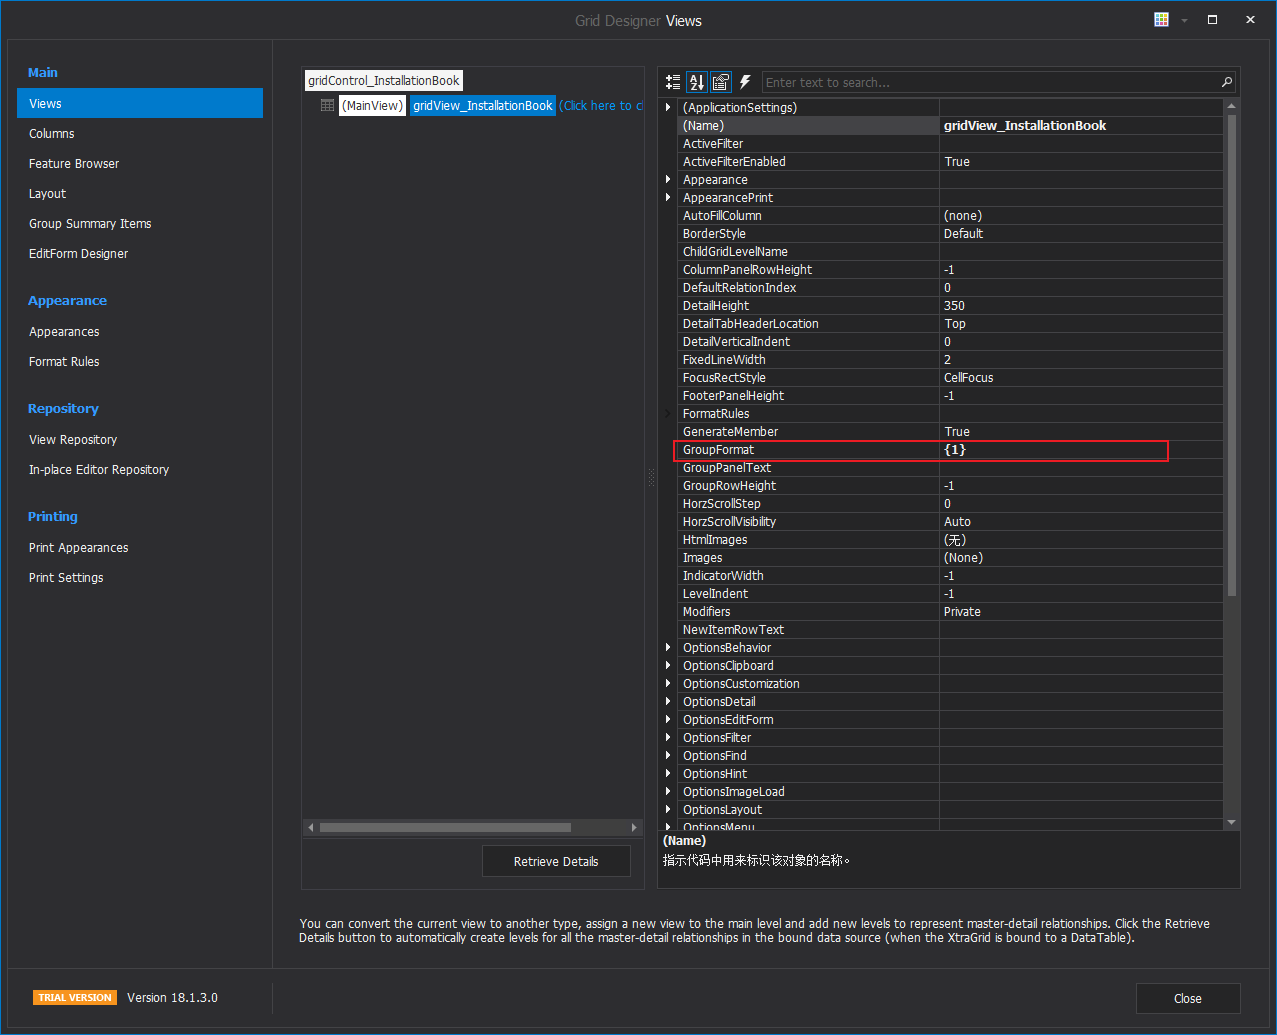 Grid Designer Views
Main
Views
Columns
Feature Browser
Layout
Group Summary Items
EditForm Designer
Appearance
Appearances
Format Rules
Repository
View Repository
In-place Editor Repository
Printing
Print Appearances
Print Settings
gridControl_InstallationBook
(MainView) gridView_InstallationBook (Click here to c
Retrieve Details
Enter text to search...
(ApplicationSettings)
(Name) gridView_InstallationBook
ActiveFilter
ActiveFilterEnabled True
Appearance
AppearancePrint
AutoFillColumn (none)
BorderStyle Default
ChildGridLevelName
ColumnPanelRowHeight -1
DefaultRelationIndex 0
DetailHeight 350
DetailTabHeaderLocation Top
DetailVerticalIndent 0
FixedLineWidth 2
FocusRectStyle CellFocus
FooterPanelHeight -1
FormatRules
GenerateMember True
GroupFormat {1}
GroupPanelText
GroupRowHeight -1
HorzScrollStep 0
HorzScrollVisibility Auto
HtmlImages (无)
Images (None)
IndicatorWidth -1
LevelIndent -1
Modifiers Private
NewItemRowText
OptionsBehavior
OptionsClipboard
OptionsCustomization
OptionsDetail
OptionsEditForm
OptionsFilter
OptionsFind
OptionsHint
OptionsImageLoad
OptionsLayout
OptionsMenu
(Name)
指示代码中用来标识该对象的名称。
You can convert the current view to another type, assign a new view to the main level and add new levels to represent master-detail relationships. Click the Retrieve
Details button to automatically create levels for all the master-detail relationships in the bound data source (when the XtraGrid is bound to a DataTable).
TRIAL VERSION Version 18.1.3.0
Close